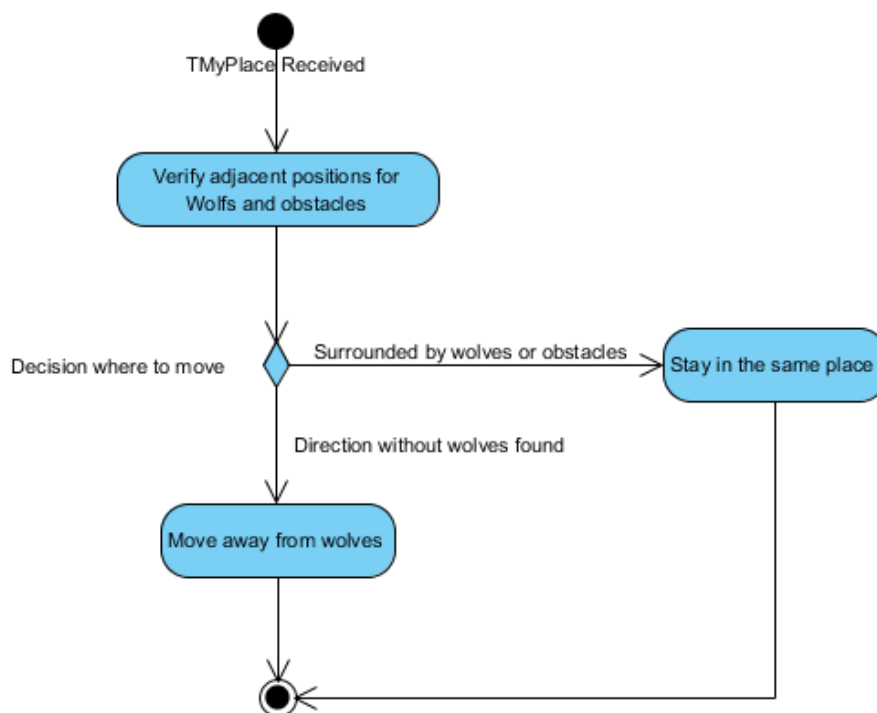 TMyPlace Received
Verify adjacent positions for
Wolfs and obstacles
Decision where to move
Surrounded by wolves or obstacles
Stay in the same place
Direction without wolves found
Move away from wolves